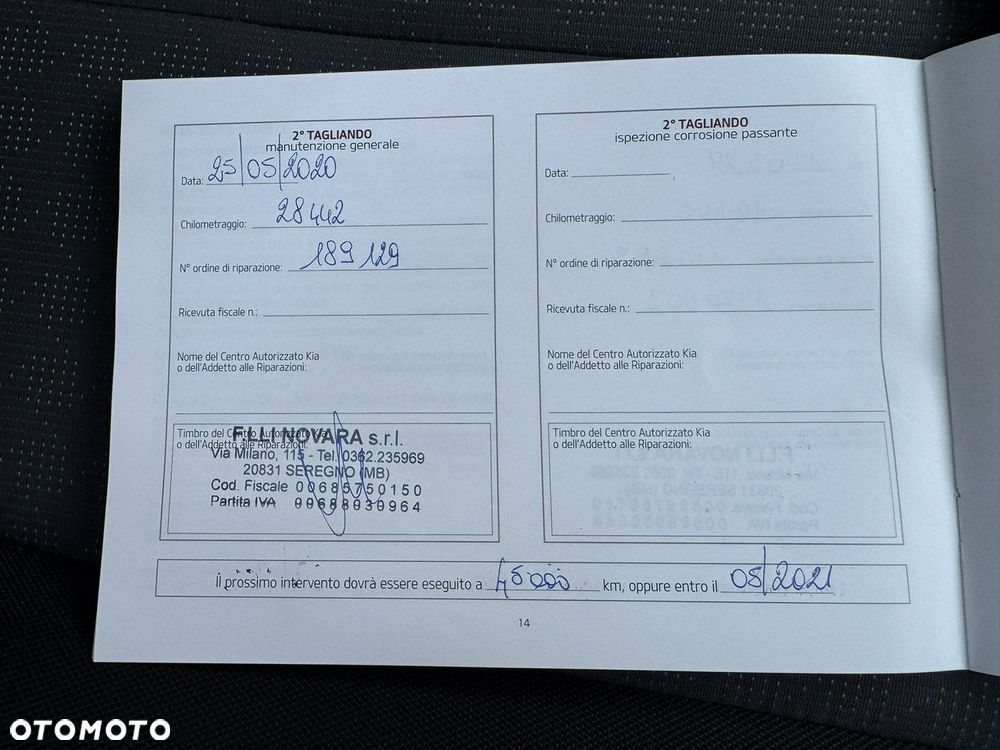 2° TAGLIANDO
manutenzione generale
Data: 25/05/2020
Chilometraggio: 28442
N° ordine di riparazione: 189129
Ricevuta fiscale n.:
Nome del Centro Autorizzato Kia
o dell'Addetto alle Riparazioni:
Timbro del Centro Autorizzato Kia
o dell'Addetto alle Riparazioni:
F.LLI NOVARA s.r.l.
Via Milano, 115 - Tel. 0362.235969
20831 SEREGNO (MB)
Cod. Fiscale 00685750150
Partita IVA 00688030964
2° TAGLIANDO
ispezione corrosione passante
Data:
Chilometraggio:
N° ordine di riparazione:
Ricevuta fiscale n.:
Nome del Centro Autorizzato Kia
o dell'Addetto alle Riparazioni:
Timbro del Centro Autorizzato Kia
o dell'Addetto alle Riparazioni:
Il prossimo intervento dovrà essere eseguito a 45000 km, oppure entro il 05/2021
14
OTOMOTO